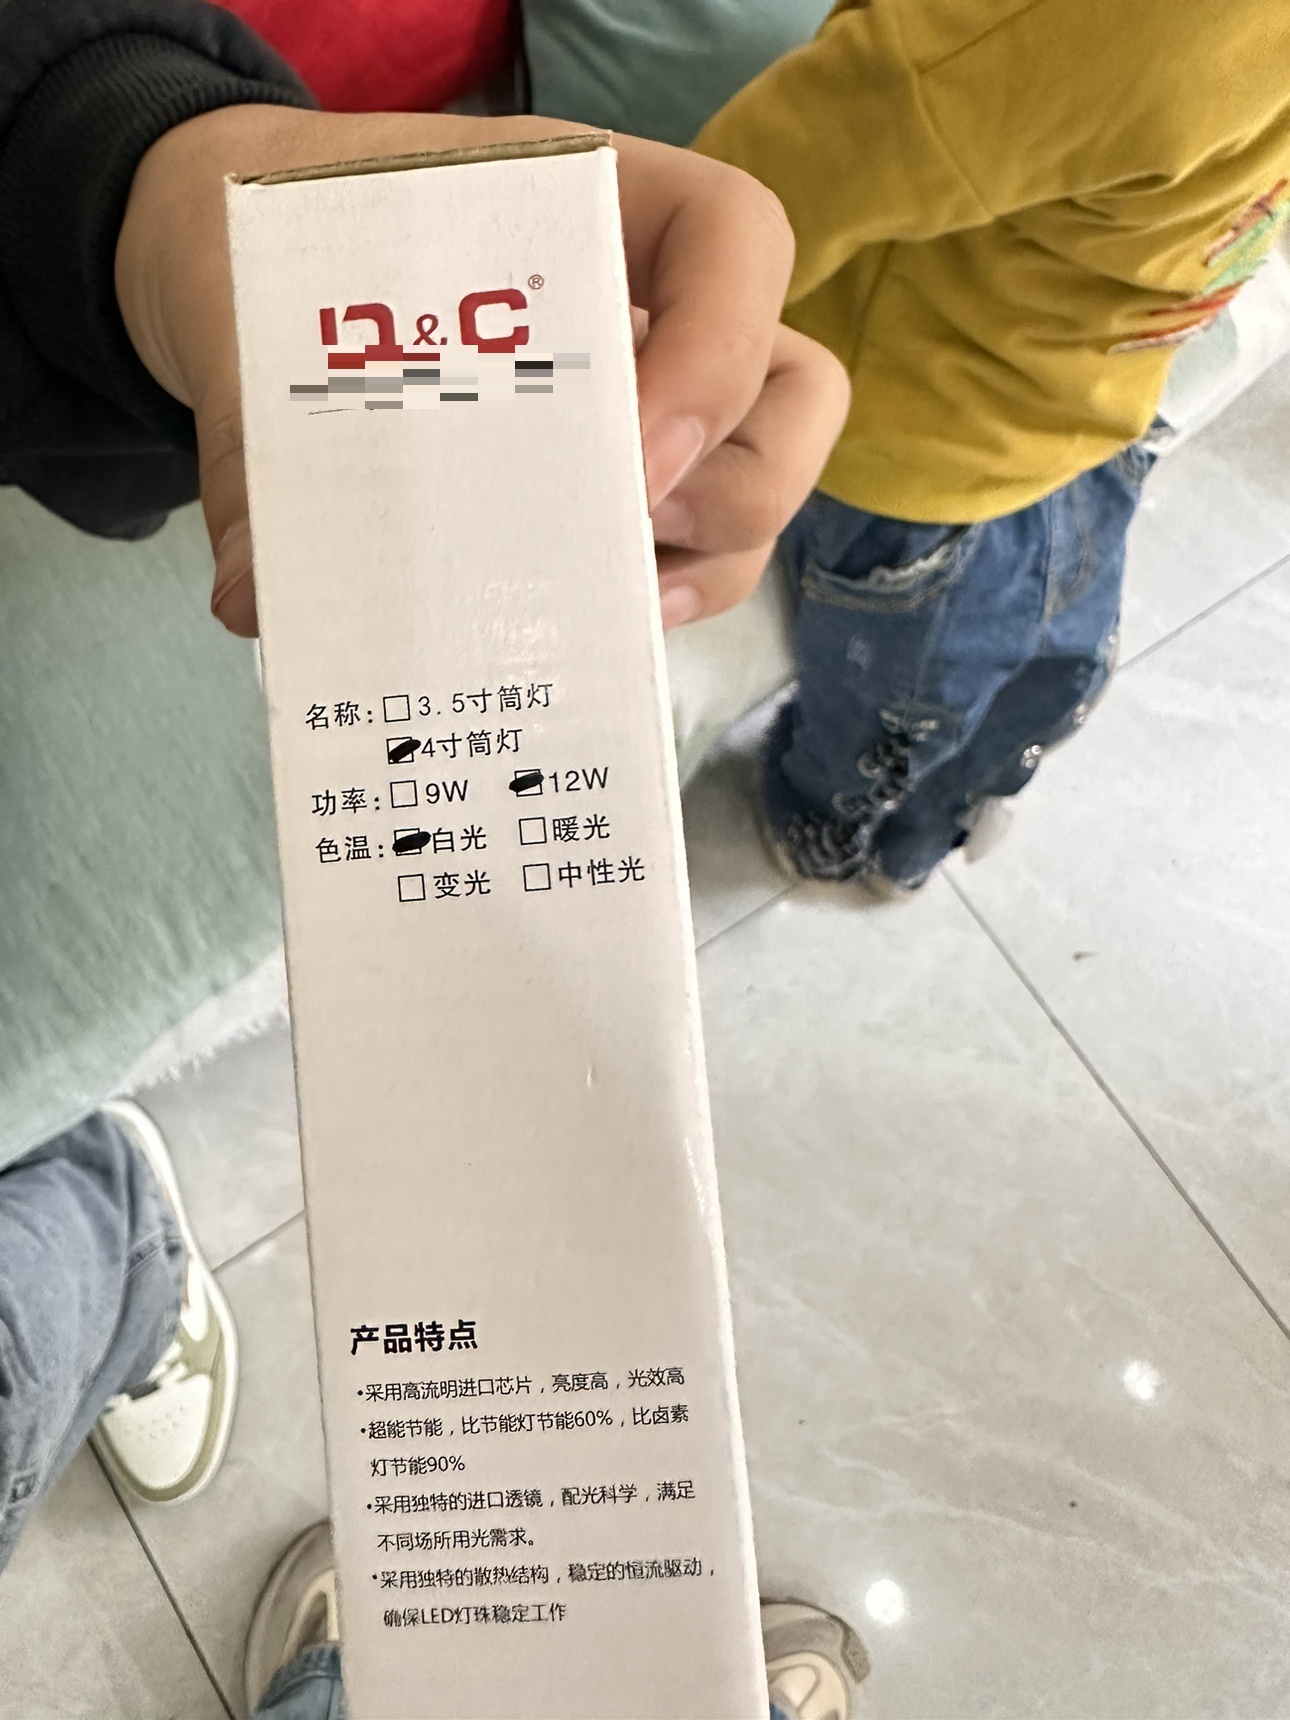 D&C®
名称:□3.5寸筒灯
☑4寸筒灯
功率:□9W ☑12W
色温:☑白光 □暖光
□变光 □中性光
产品特点
•采用高流明进口芯片，亮度高，光效高
•超能节能，比节能灯节能60%，比卤素
灯节能90%
•采用独特的进口透镜，配光科学，满足
不同场所用光需求。
•采用独特的散热结构，稳定的恒流驱动，
确保LED灯珠稳定工作